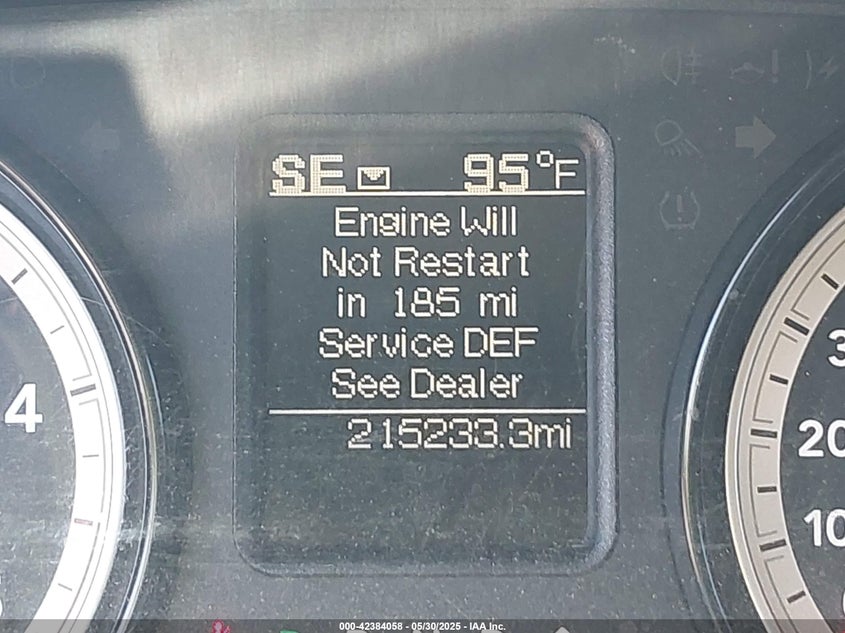 SE 95°F
Engine Will
Not Restart
in 185 mi
Service DEF
See Dealer
215233.3mi
4
20
10
000-42384058 - 05/30/2025 - IAA Inc.